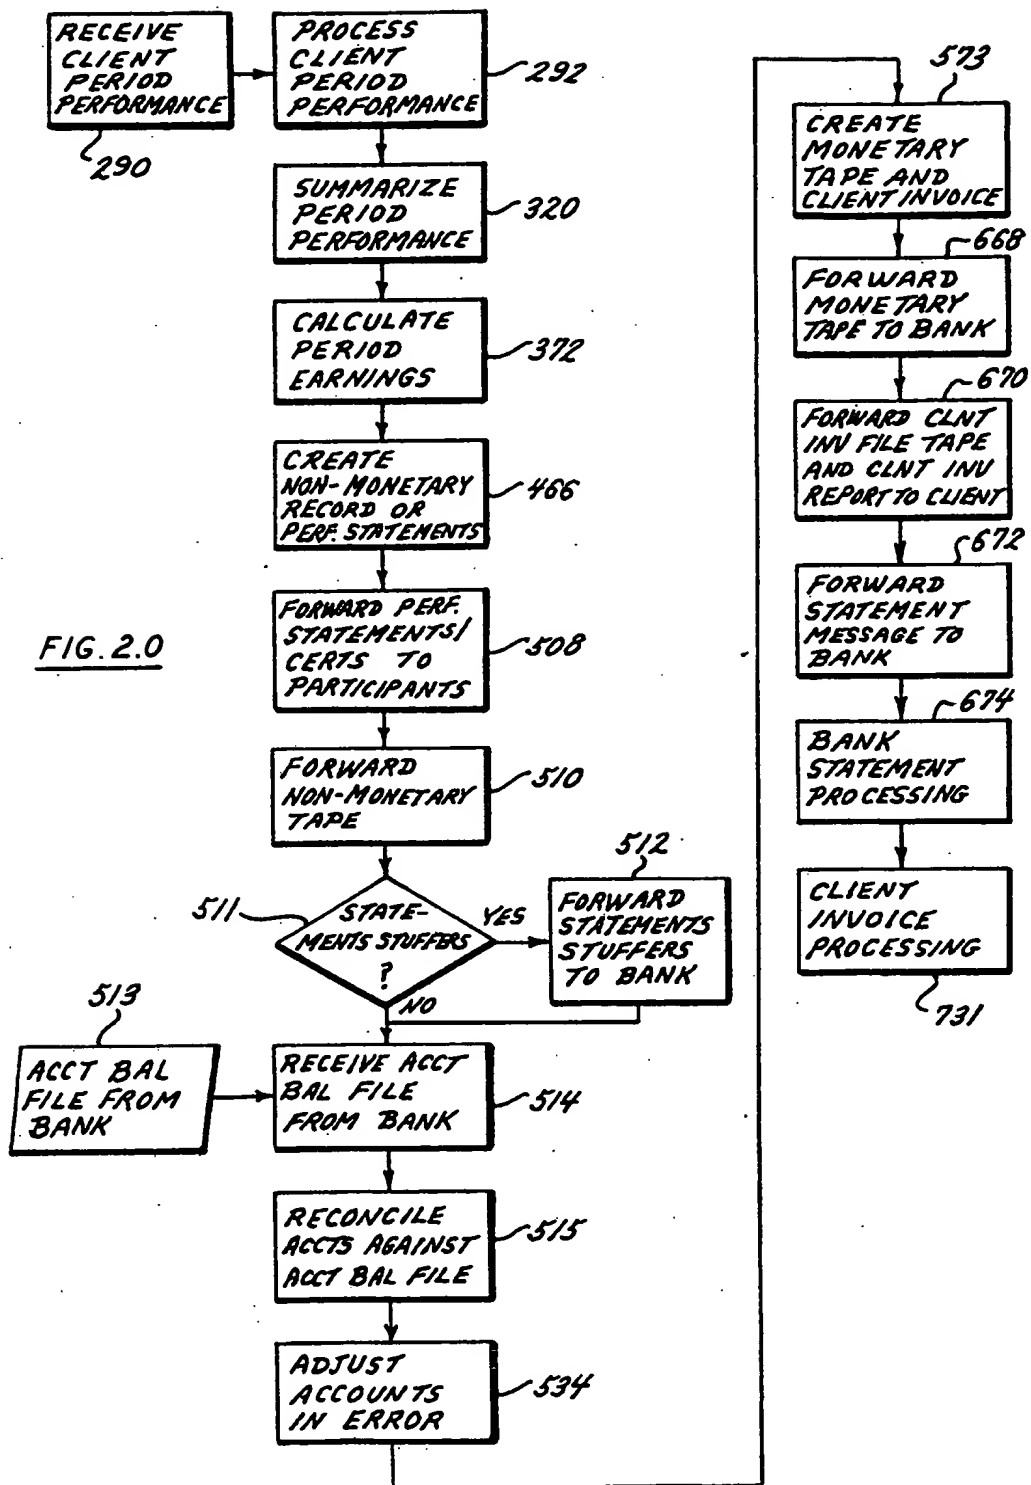 RECEIVE
CLIENT
PERIOD
PERFORMANCE
290
PROCESS
CLIENT
PERIOD
PERFORMANCE
292
SUMMARIZE
PERIOD
PERFORMANCE
320
CALCULATE
PERIOD
EARNINGS
372
CREATE
NON-MONETARY
RECORD OR
PERF. STATEMENTS
466
FORWARD PERF.
STATEMENTS/
CERTS TO
PARTICIPANTS
508
FIG. 2.0
FORWARD
NON-MONETARY
TAPE
510
511
STATE-
MENTS STUFFERS
?
YES
NO
512
FORWARD
STATEMENTS
STUFFERS
TO BANK
513
ACCT BAL
FILE FROM
BANK
RECEIVE ACCT
BAL FILE
FROM BANK
514
RECONCILE
ACCTS AGAINST
ACCT BAL FILE
515
ADJUST
ACCOUNTS
IN ERROR
534
573
CREATE
MONETARY
TAPE AND
CLIENT INVOICE
668
FORWARD
MONETARY
TAPE TO BANK
670
FORWARD CLNT
INV FILE TAPE
AND CLNT INV
REPORT TO CLIENT
672
FORWARD
STATEMENT
MESSAGE TO
BANK
674
BANK
STATEMENT
PROCESSING
CLIENT
INVOICE
PROCESSING
731